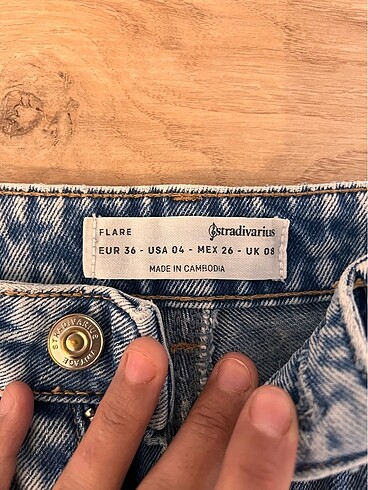 FLARE
stradivarius
EUR 36 - USA 04 - MEX 26 - UK 08
MADE IN CAMBODIA
STRADIVARIUS